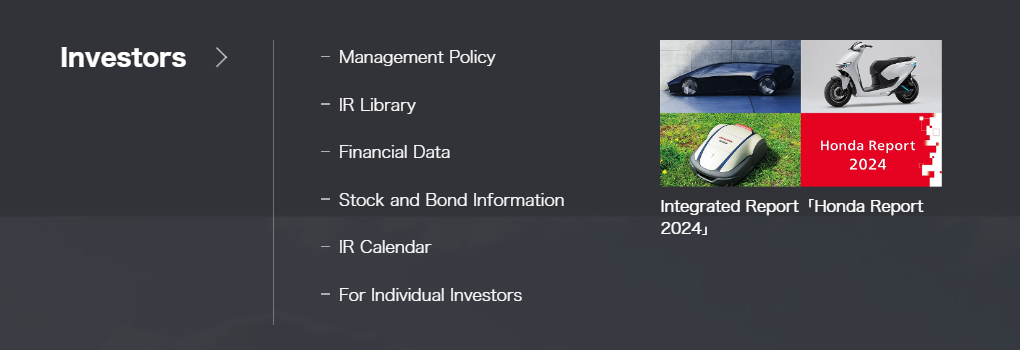 Investors
Management Policy
IR Library
Financial Data
Stock and Bond Information
IR Calendar
For Individual Investors
Honda Report
2024
Integrated Report「Honda Report
2024」